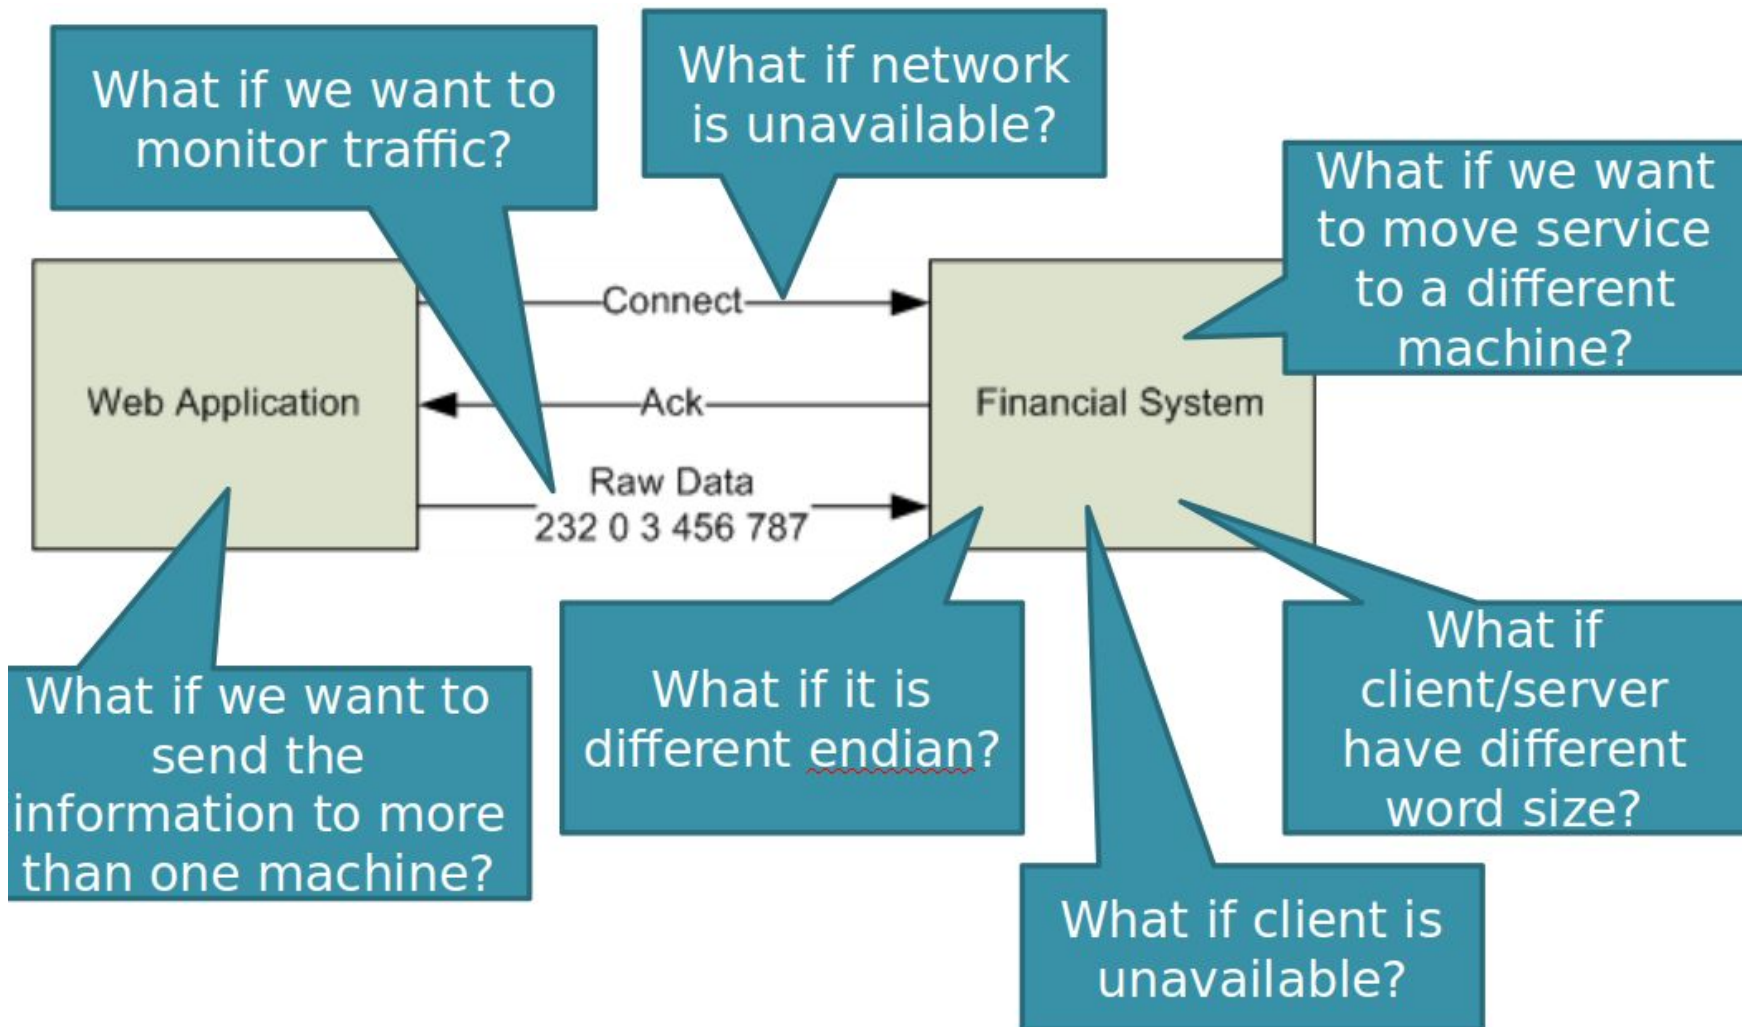 What if we want to
monitor traffic?
What if network
is unavailable?
What if we want
to move service
to a different
machine?
Connect
Web Application
Ack
Financial System
Raw Data
232 0 3 456 787
What if we want to
send the
information to more
than one machine?
What if it is
different endian?
What if
client/server
have different
word size?
What if client is
unavailable?